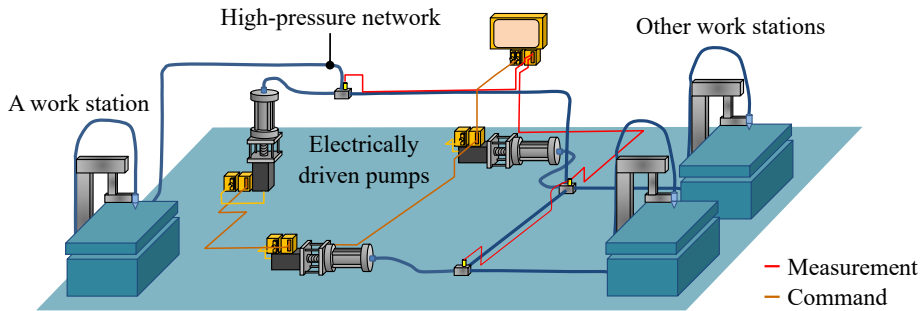 High-pressure network
Other work stations
A work station
Electrically
driven pumps
Measurement
Command